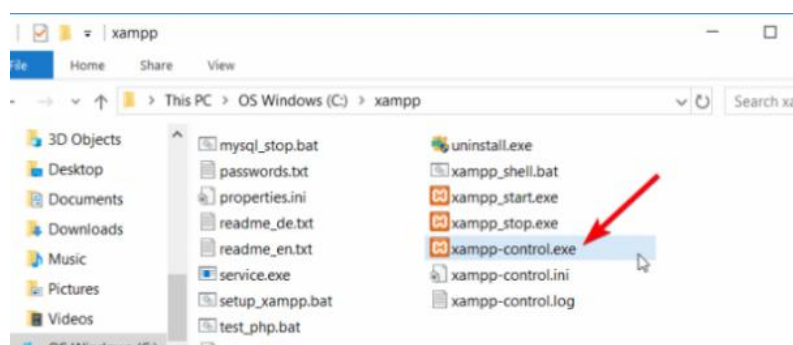 xampp
File Home Share View
This PC > OS Windows (C:) > xampp
Search xa
3D Objects
Desktop
Documents
Downloads
Music
Pictures
Videos
mysql_stop.bat
passwords.txt
properties.ini
readme_de.txt
readme_en.txt
service.exe
setup_xampp.bat
test_php.bat
uninstall.exe
xampp_shell.bat
xampp_start.exe
xampp_stop.exe
xampp-control.exe
xampp-control.ini
xampp-control.log